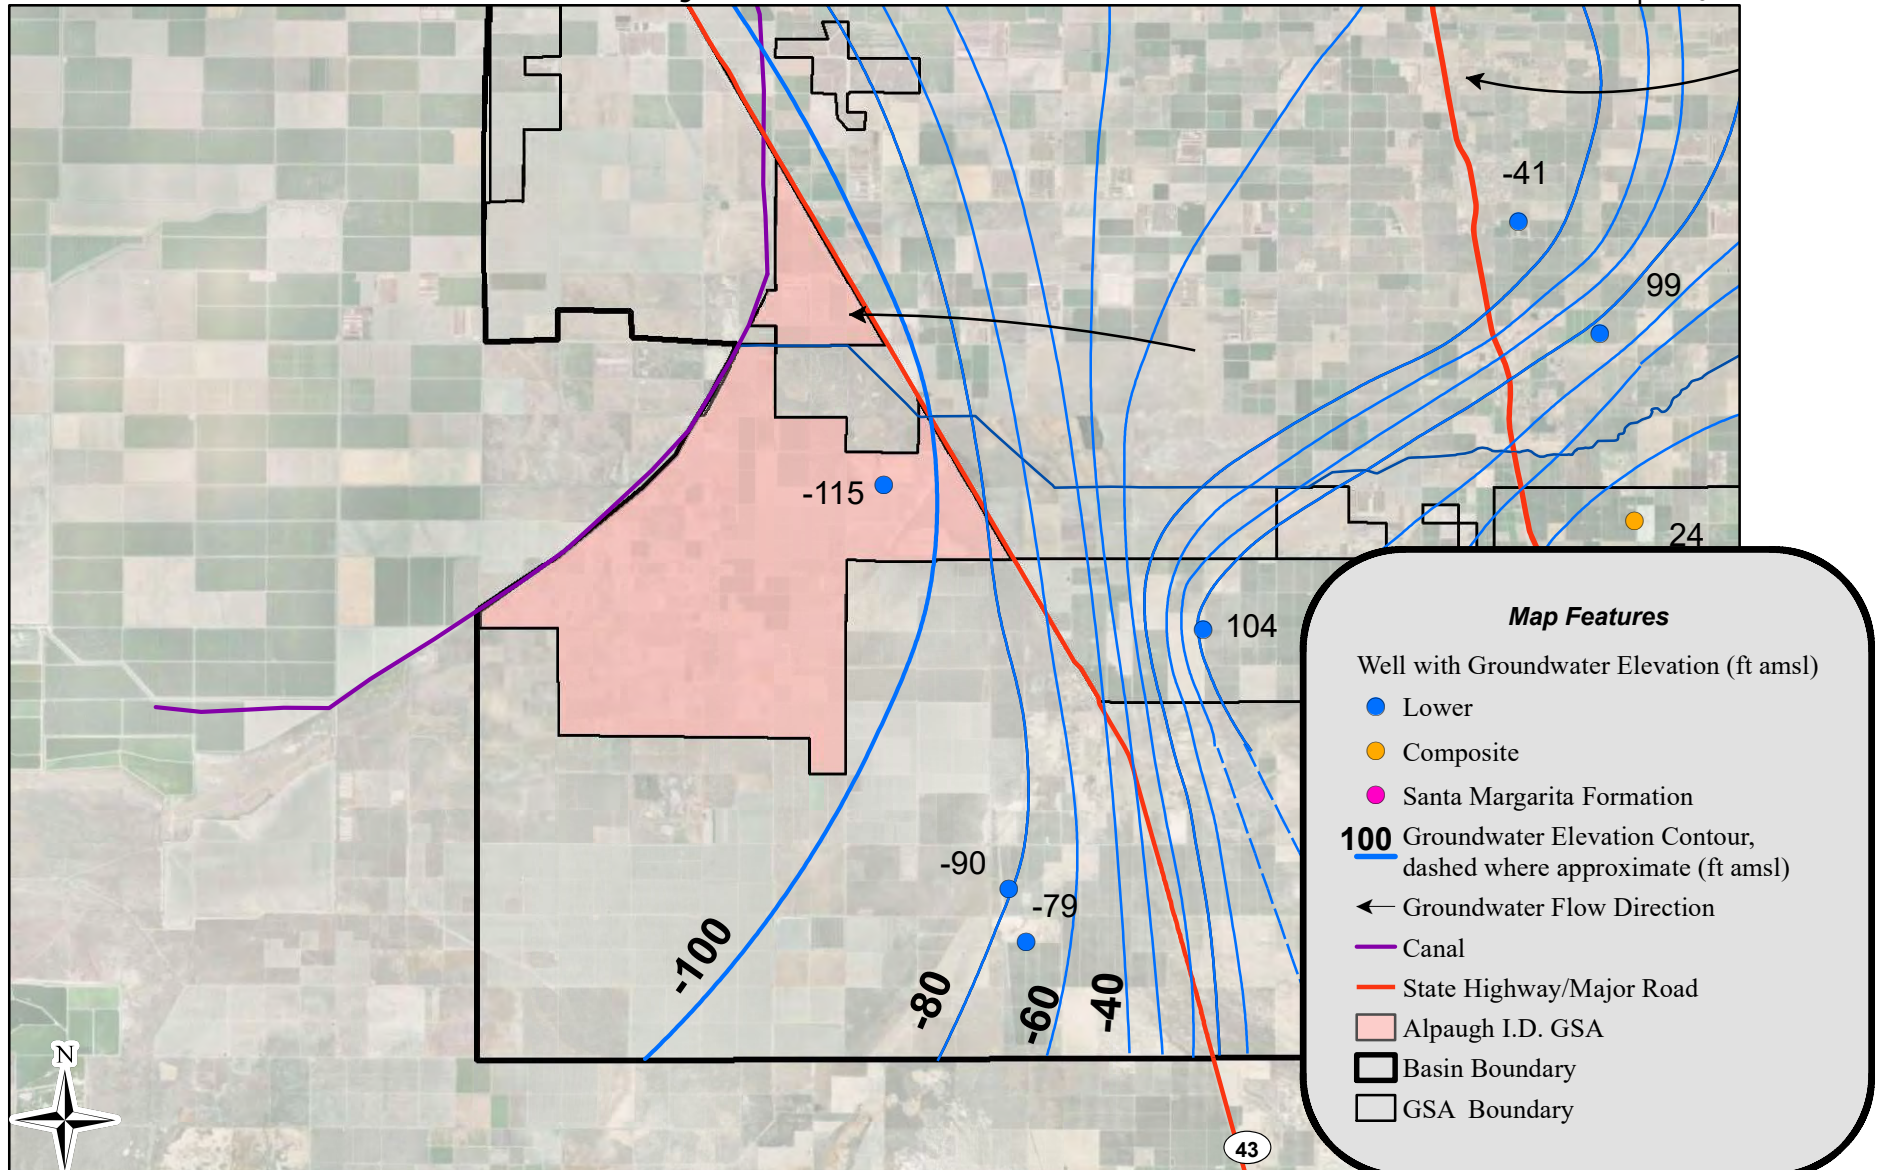 -41
99
-115
24
104
-90
-79
-100
-80
-60
-40
N
43
Map Features
Well with Groundwater Elevation (ft amsl)
Lower
Composite
Santa Margarita Formation
100 Groundwater Elevation Contour,
dashed where approximate (ft amsl)
Groundwater Flow Direction
Canal
State Highway/Major Road
Alpaugh I.D. GSA
Basin Boundary
GSA Boundary